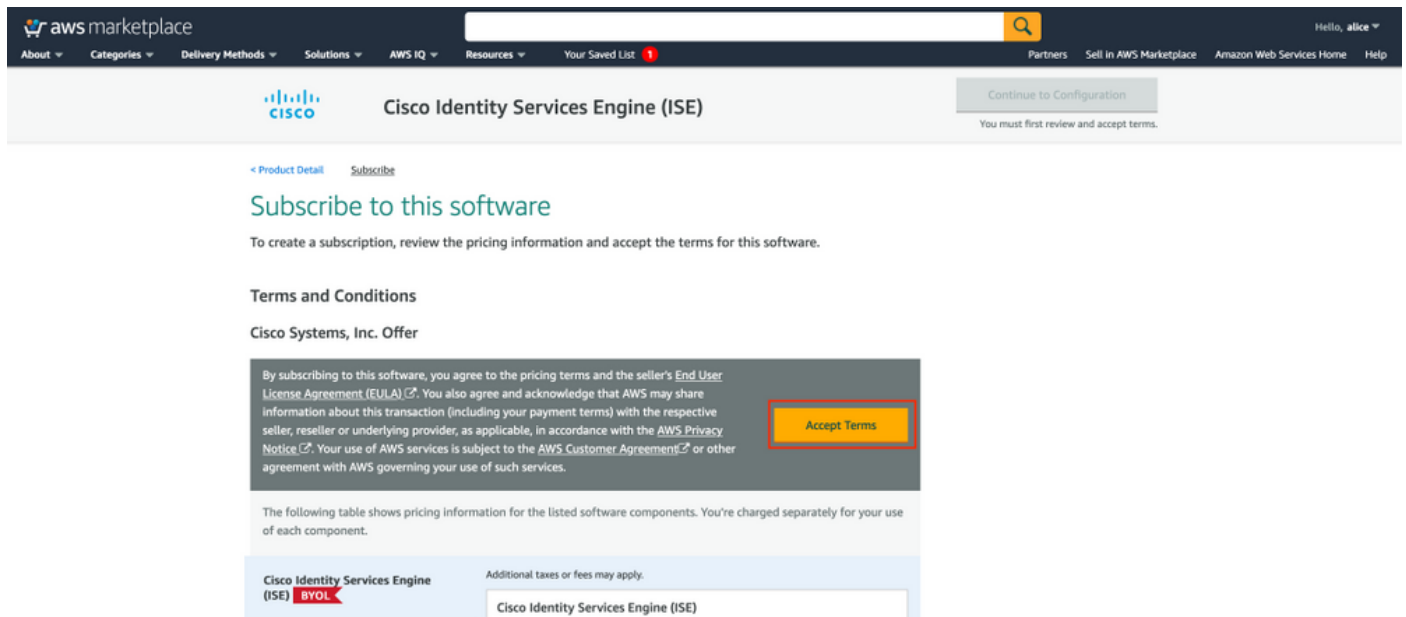 aws marketplace
Hello, alice
About Categories Delivery Methods Solutions AWS IQ Resources Your Saved List 1 Partners Sell in AWS Marketplace Amazon Web Services Home Help
CISCO
Cisco Identity Services Engine (ISE)
Continue to Configuration
You must first review and accept terms.
< Product Detail Subscribe
Subscribe to this software
To create a subscription, review the pricing information and accept the terms for this software.
Terms and Conditions
Cisco Systems, Inc. Offer
By subscribing to this software, you agree to the pricing terms and the seller's End User
License Agreement (EULA). You also agree and acknowledge that AWS may share
information about this transaction (including your payment terms) with the respective
seller, reseller or underlying provider, as applicable, in accordance with the AWS Privacy
Notice. Your use of AWS services is subject to the AWS Customer Agreement or other
agreement with AWS governing your use of such services.
Accept Terms
The following table shows pricing information for the listed software components. You're charged separately for your use
of each component.
Cisco Identity Services Engine
(ISE) BYOL
Additional taxes or fees may apply.
Cisco Identity Services Engine (ISE)